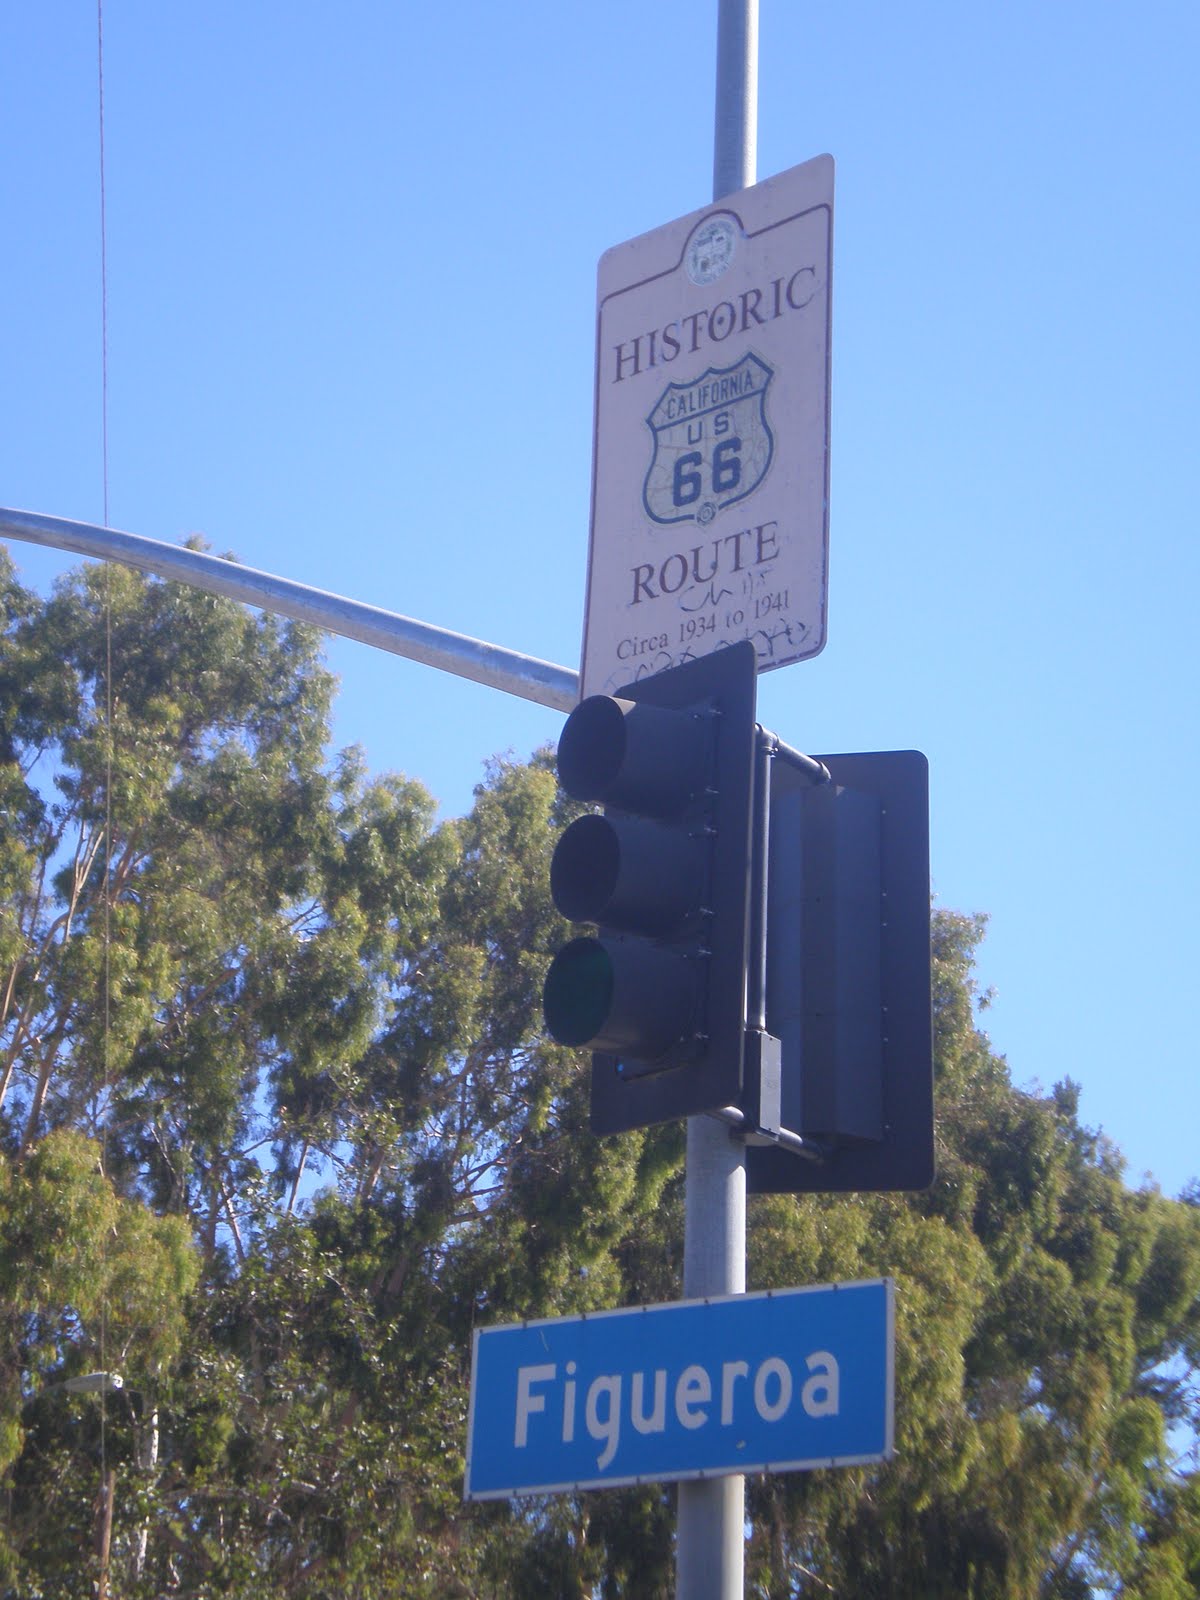 HISTORIC
CALIFORNIA
US
66
ROUTE
Circa 1934 to 1941
Figueroa